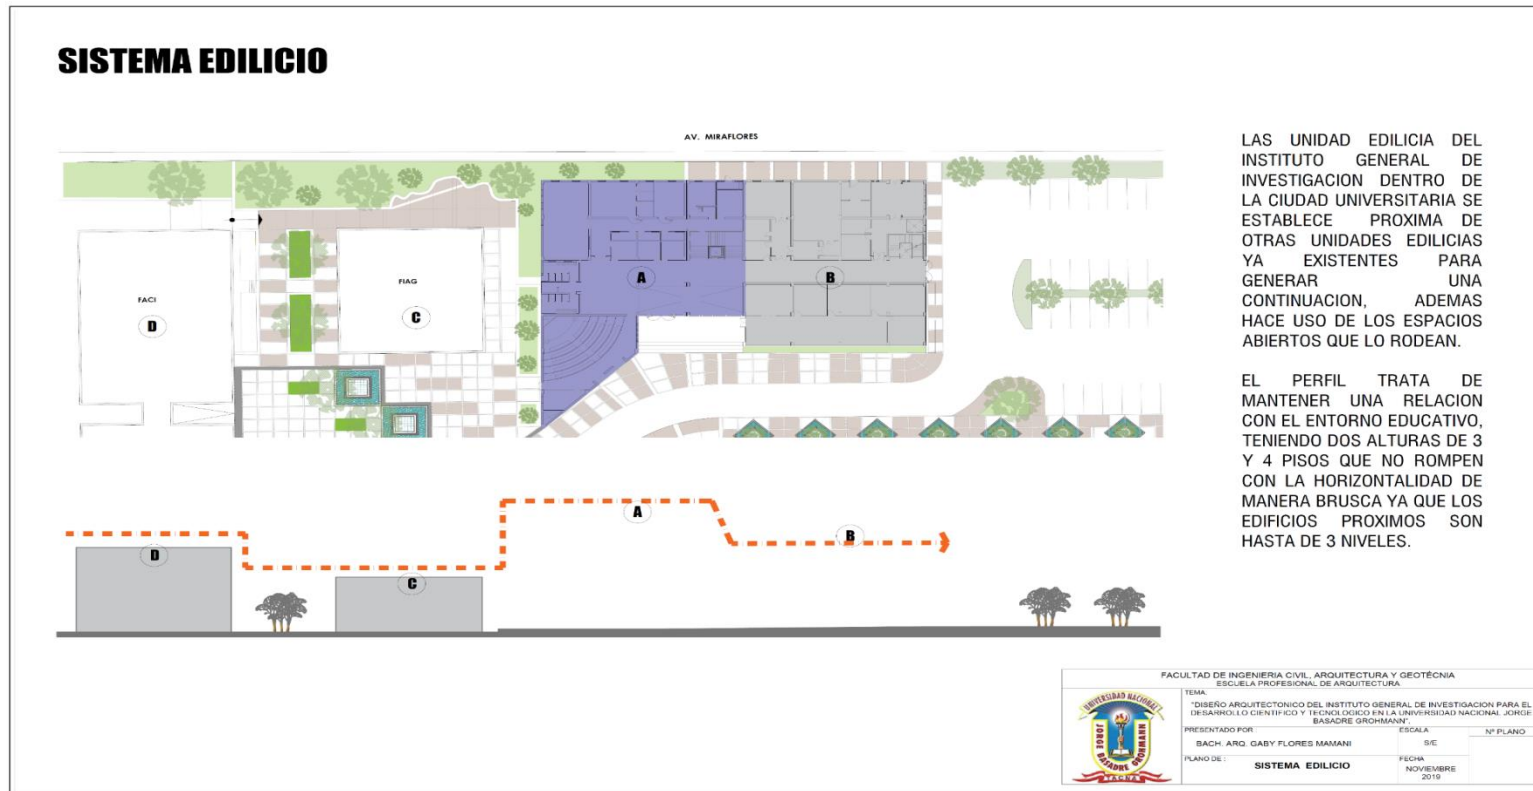 SISTEMA EDILICIO
AV. MIRAFLORES
A
B
FACI
D
FIAG
C
LAS UNIDAD EDILICIA DEL
INSTITUTO GENERAL DE
INVESTIGACION DENTRO DE
LA CIUDAD UNIVERSITARIA SE
ESTABLECE PROXIMA DE
OTRAS UNIDADES EDILICIAS
YA EXISTENTES PARA
GENERAR UNA
CONTINUACION, ADEMAS
HACE USO DE LOS ESPACIOS
ABIERTOS QUE LO RODEAN.
EL PERFIL TRATA DE
MANTENER UNA RELACION
CON EL ENTORNO EDUCATIVO,
TENIENDO DOS ALTURAS DE 3
Y 4 PISOS QUE NO ROMPEN
CON LA HORIZONTALIDAD DE
MANERA BRUSCA YA QUE LOS
EDIFICIOS PROXIMOS SON
HASTA DE 3 NIVELES.
A
B
D
C
FACULTAD DE INGENIERIA CIVIL, ARQUITECTURA Y GEOTÉCNIA
ESCUELA PROFESIONAL DE ARQUITECTURA
UNIVERSIDAD NACIONAL
JORGE BASADRE GROHMANN
TACNA
TEMA:
"DISEÑO ARQUITECTONICO DEL INSTITUTO GENERAL DE INVESTIGACION PARA EL
DESARROLLO CIENTIFICO Y TECNOLOGICO EN LA UNIVERSIDAD NACIONAL JORGE
BASADRE GROHMANN".
PRESENTADO POR :
BACH. ARQ. GABY FLORES MAMANI
ESCALA
S/E
Nº PLANO
PLANO DE :
SISTEMA EDILICIO
FECHA
NOVIEMBRE
2019